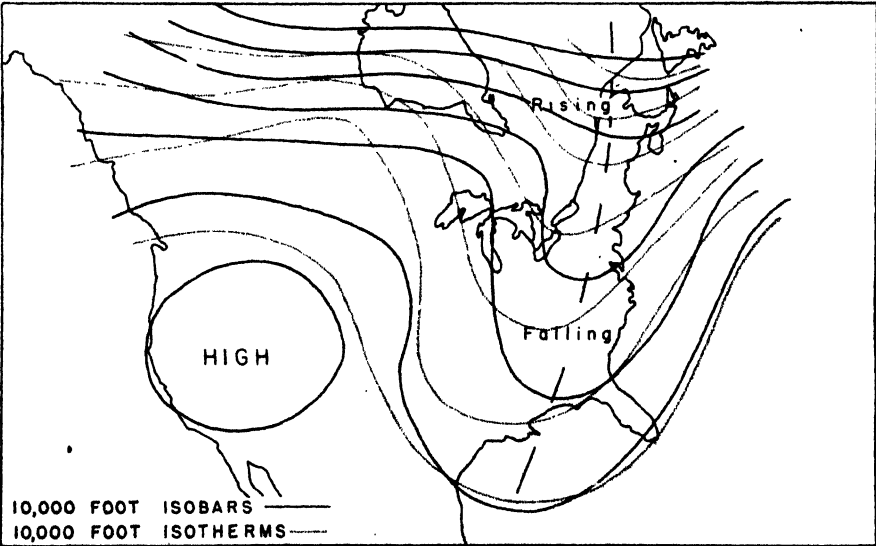 Rising
Falling
HIGH
10,000 FOOT ISOBARS
10,000 FOOT ISOTHERMS